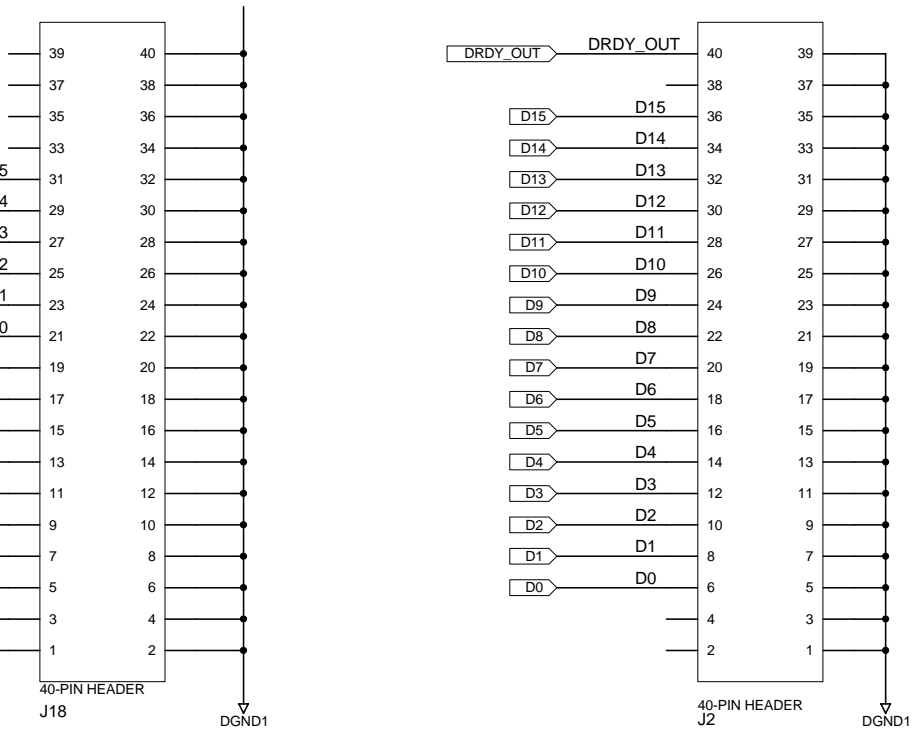 39 40
37 38
35 36
33 34
5 31 32
4 29 30
3 27 28
2 25 26
1 23 24
0 21 22
19 20
17 18
15 16
13 14
11 12
9 10
7 8
5 6
3 4
1 2
40-PIN HEADER
J18
DGND1
DRDY_OUT DRDY_OUT 40 39
38 37
D15 D15 36 35
D14 D14 34 33
D13 D13 32 31
D12 D12 30 29
D11 D11 28 27
D10 D10 26 25
D9 D9 24 23
D8 D8 22 21
D7 D7 20 19
D6 D6 18 17
D5 D5 16 15
D4 D4 14 13
D3 D3 12 11
D2 D2 10 9
D1 D1 8 7
D0 D0 6 5
4 3
2 1
40-PIN HEADER
J2
DGND1